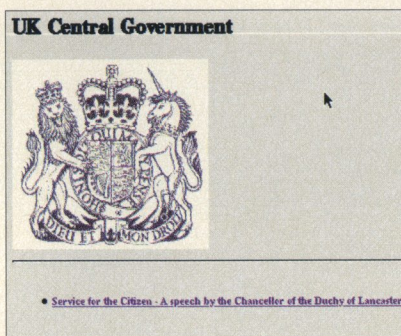 UK Central Government
DIEU ET MON DROIT
Service for the Citizen - A speech by the Chancellor of the Duchy of Lancaster